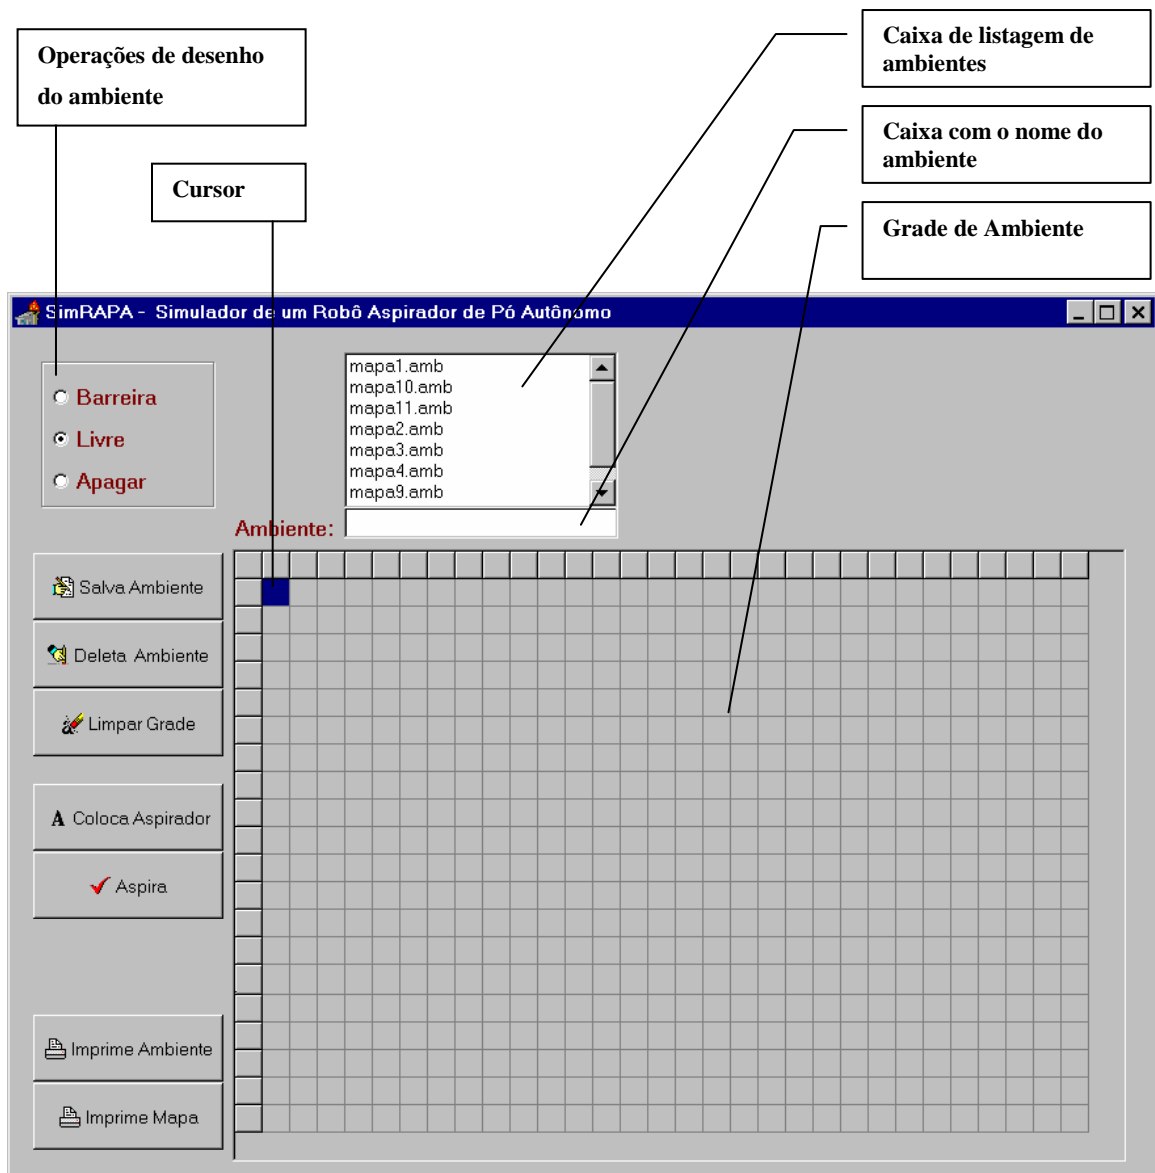 Operações de desenho
do ambiente
Cursor
Caixa de listagem de
ambientes
Caixa com o nome do
ambiente
Grade de Ambiente
SimRAPA - Simulador de um Robô Aspirador de Pó Autônomo
Barreira
Livre
Apagar
mapa1.amb
mapa10.amb
mapa11.amb
mapa2.amb
mapa3.amb
mapa4.amb
mapa9.amb
Ambiente:
Salva Ambiente
Deleta Ambiente
Limpar Grade
A Coloca Aspirador
Aspira
Imprime Ambiente
Imprime Mapa